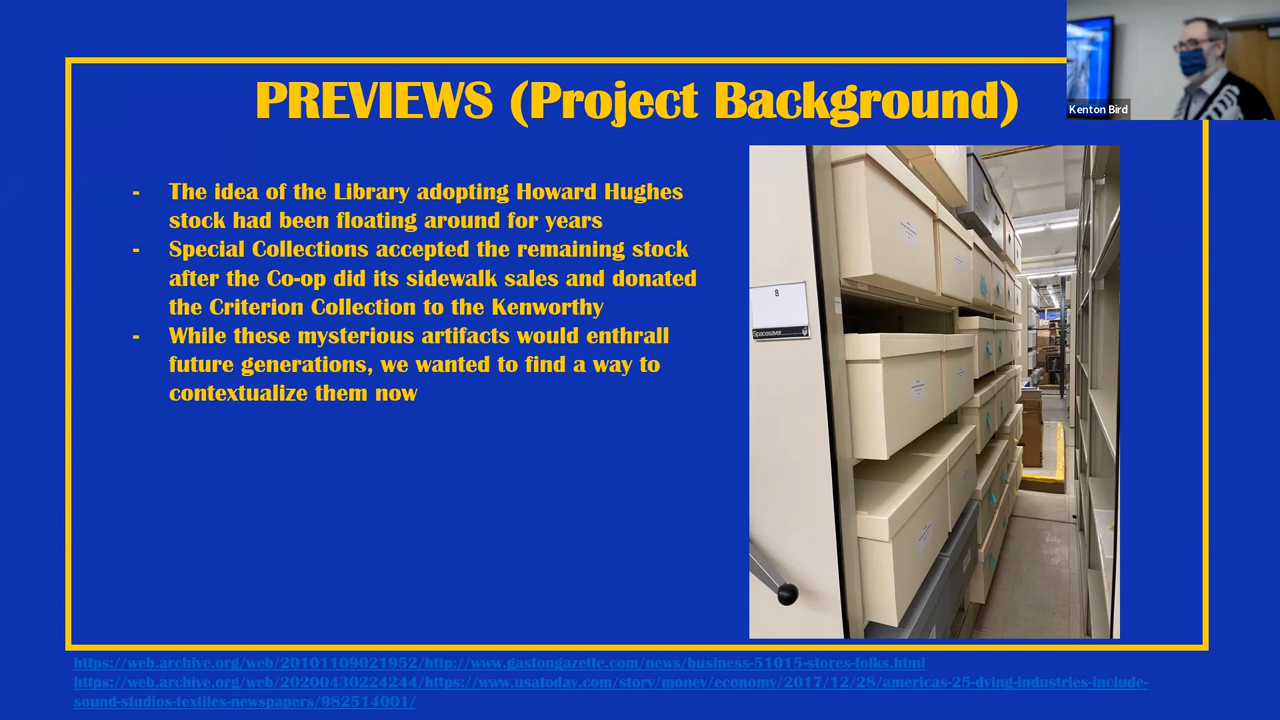 PREVIEWS (Project Background)
Kenton Bird
- The idea of the Library adopting Howard Hughes
stock had been floating around for years
- Special Collections accepted the remaining stock
after the Co-op did its sidewalk sales and donated
the Criterion Collection to the Kenworthy
- While these mysterious artifacts would enthrall
future generations, we wanted to find a way to
contextualize them now
8
Spacesaver
https://web.archive.org/web/20101109021952/http://www.gastongazette.com/news/business-51015-stores-folks.html
https://web.archive.org/web/20200430224244/https://www.usatoday.com/story/money/economy/2017/12/28/americas-25-dying-industries-include-
sound-studios-textiles-newspapers/982514001/